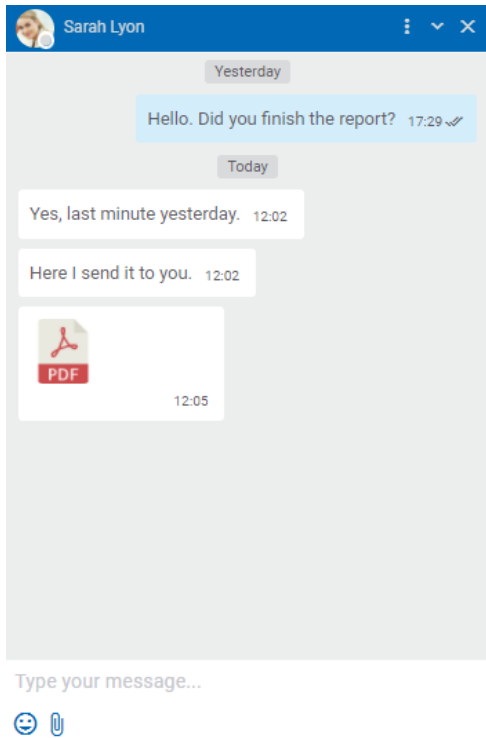 Sarah Lyon
Yesterday
Hello. Did you finish the report? 17:29
Today
Yes, last minute yesterday. 12:02
Here I send it to you. 12:02
PDF
12:05
Type your message...